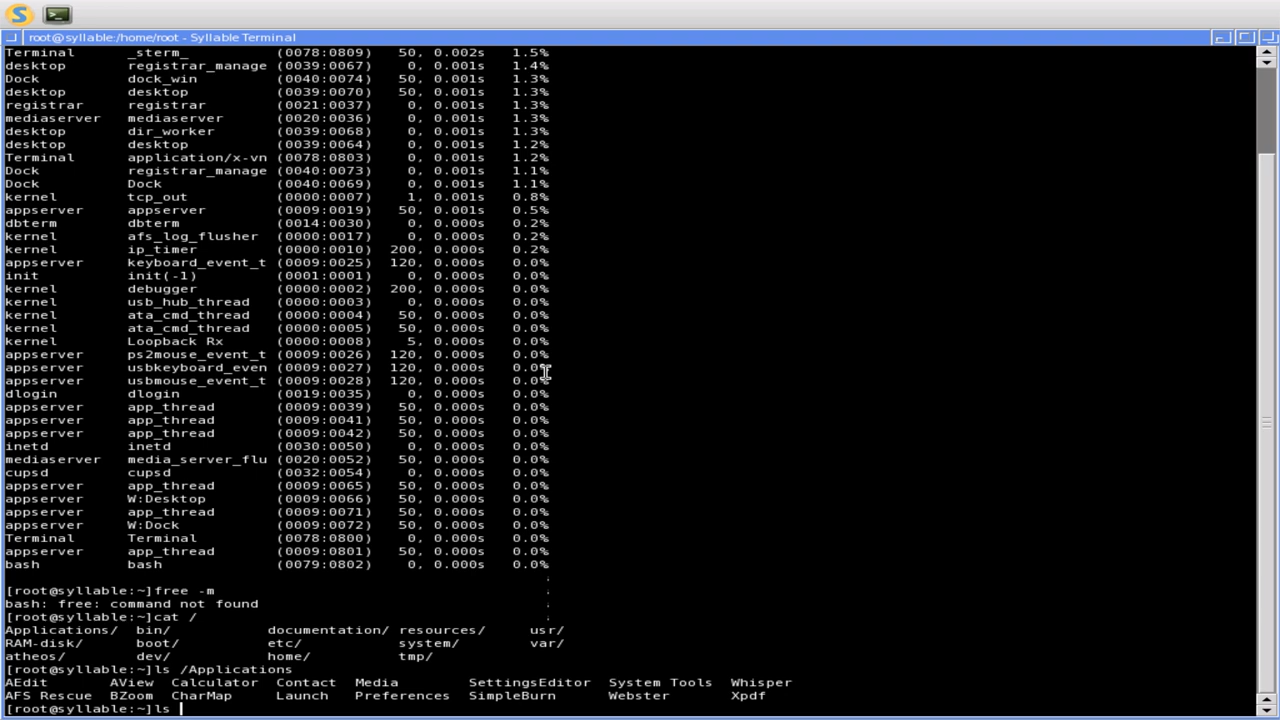 root@syllable:/home/root - Syllable Terminal
Terminal _sterm_ (0078:0809) 50, 0.002s 1.5%
desktop registrar_manage (0039:0067) 0, 0.001s 1.4%
Dock dock_win (0040:0074) 50, 0.001s 1.3%
desktop desktop (0039:0070) 50, 0.001s 1.3%
registrar registrar (0021:0037) 0, 0.001s 1.3%
mediaserver mediaserver (0020:0036) 0, 0.001s 1.3%
desktop dir_worker (0039:0068) 0, 0.001s 1.3%
desktop desktop (0039:0064) 0, 0.001s 1.2%
Terminal application/x-vn (0078:0803) 0, 0.001s 1.2%
Dock registrar_manage (0040:0073) 0, 0.001s 1.1%
Dock Dock (0040:0069) 0, 0.001s 1.1%
kernel tcp_out (0000:0007) 1, 0.001s 0.8%
appserver appserver (0009:0019) 50, 0.001s 0.5%
dbterm dbterm (0014:0030) 0, 0.000s 0.2%
kernel afs_log_flusher (0000:0017) 0, 0.000s 0.2%
kernel ip_timer (0000:0010) 200, 0.000s 0.2%
appserver keyboard_event_t (0009:0025) 120, 0.000s 0.0%
init init(-1) (0001:0001) 0, 0.000s 0.0%
kernel debugger (0000:0002) 200, 0.000s 0.0%
kernel usb_hub_thread (0000:0003) 0, 0.000s 0.0%
kernel ata_cmd_thread (0000:0004) 50, 0.000s 0.0%
kernel ata_cmd_thread (0000:0005) 50, 0.000s 0.0%
kernel Loopback Rx (0000:0008) 5, 0.000s 0.0%
appserver ps2mouse_event_t (0009:0026) 120, 0.000s 0.0%
appserver usbkeyboard_even (0009:0027) 120, 0.000s 0.0%
appserver usbmouse_event_t (0009:0028) 120, 0.000s 0.0%
dlogin dlogin (0019:0035) 0, 0.000s 0.0%
appserver app_thread (0009:0039) 50, 0.000s 0.0%
appserver app_thread (0009:0041) 50, 0.000s 0.0%
appserver app_thread (0009:0042) 50, 0.000s 0.0%
inetd inetd (0030:0050) 0, 0.000s 0.0%
mediaserver media_server_flu (0020:0052) 50, 0.000s 0.0%
cupsd cupsd (0032:0054) 0, 0.000s 0.0%
appserver app_thread (0009:0065) 50, 0.000s 0.0%
appserver W:Desktop (0009:0066) 50, 0.000s 0.0%
appserver app_thread (0009:0071) 50, 0.000s 0.0%
appserver W:Dock (0009:0072) 50, 0.000s 0.0%
Terminal Terminal (0078:0800) 0, 0.000s 0.0%
appserver app_thread (0009:0801) 50, 0.000s 0.0%
bash bash (0079:0802) 0, 0.000s 0.0%
[root@syllable:~]free -m
bash: free: command not found
[root@syllable:~]cat /
Applications/ bin/ documentation/ resources/ usr/
RAM-disk/ boot/ etc/ system/ var/
atheos/ dev/ home/ tmp/
[root@syllable:~]ls /Applications
AEdit AView Calculator Contact Media SettingsEditor System Tools Whisper
AFS Rescue BZoom CharMap Launch Preferences SimpleBurn Webster Xpdf
[root@syllable:~]ls